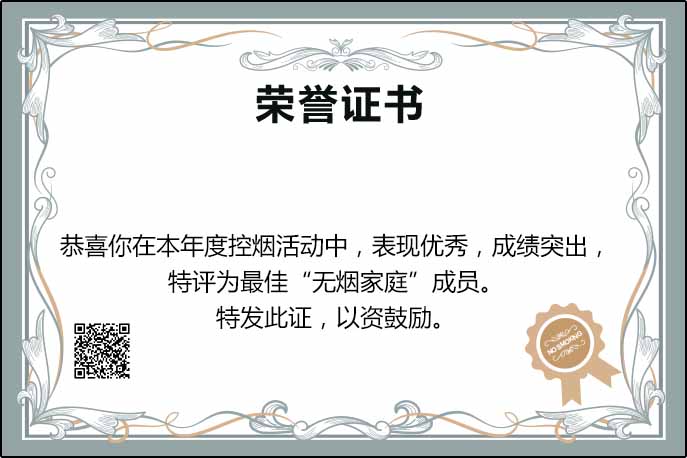 荣誉证书
恭喜你在本年度控烟活动中，表现优秀，成绩突出，
特评为最佳“无烟家庭”成员。
特发此证，以资鼓励。
NO SMOKING